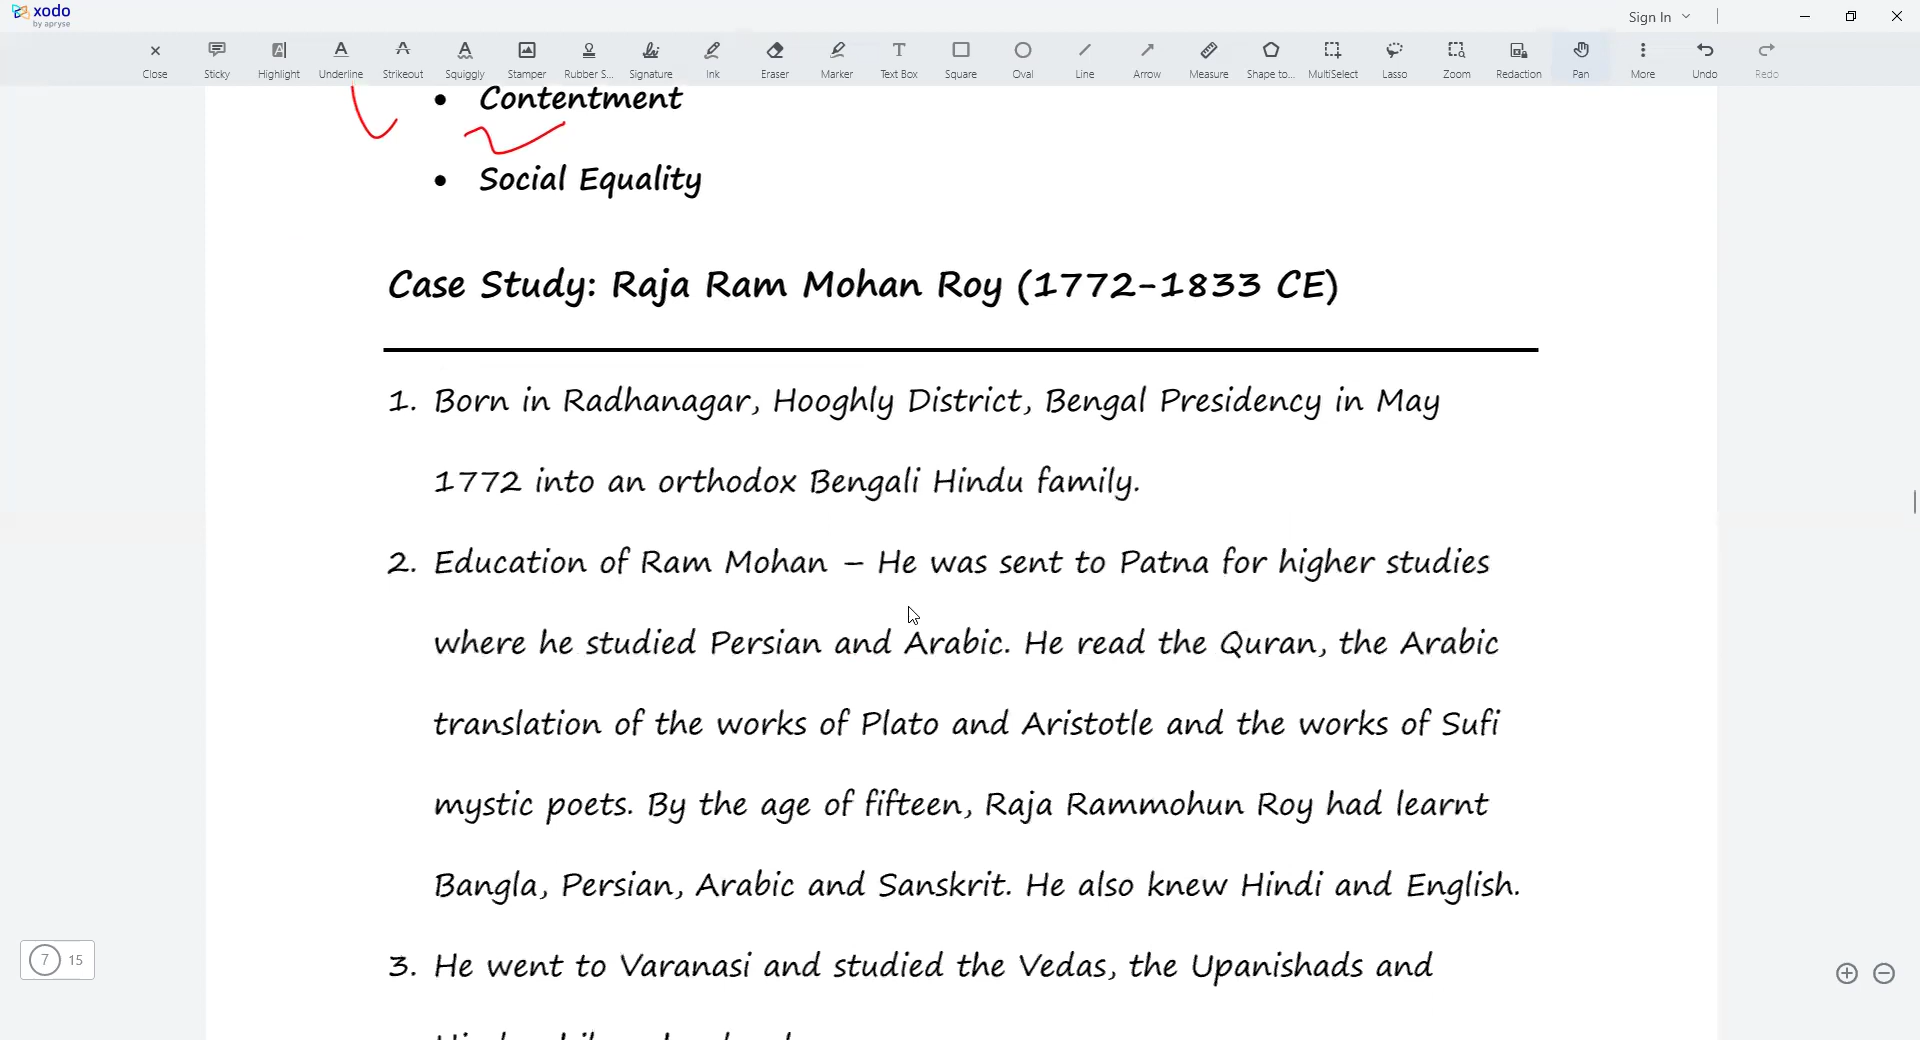 xodo
by apryse
Sign In
Close
Sticky
Highlight
Underline
Strikeout
Squiggly
Stamper
Rubber S...
Signature
Ink
Eraser
Marker
Text Box
Square
Oval
Line
Arrow
Measure
Shape to...
MultiSelect
Lasso
Zoom
Redaction
Pan
More
Undo
Redo
• Contentment
• Social Equality
Case Study: Raja Ram Mohan Roy (1772-1833 CE)
1. Born in Radhanagar, Hooghly District, Bengal Presidency in May
1772 into an orthodox Bengali Hindu family.
2. Education of Ram Mohan – He was sent to Patna for higher studies
where he studied Persian and Arabic. He read the Quran, the Arabic
translation of the works of Plato and Aristotle and the works of Sufi
mystic poets. By the age of fifteen, Raja Rammohun Roy had learnt
Bangla, Persian, Arabic and Sanskrit. He also knew Hindi and English.
3. He went to Varanasi and studied the Vedas, the Upanishads and
7 15